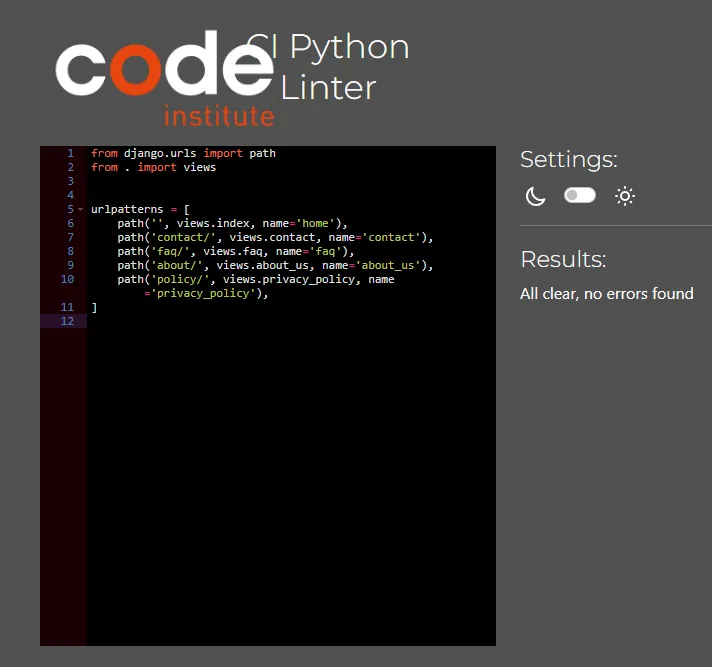 code
institute
CI Python
Linter
1 from django.urls import path
2 from . import views
3
4
5 urlpatterns = [
6     path('', views.index, name='home'),
7     path('contact/', views.contact, name='contact'),
8     path('faq/', views.faq, name='faq'),
9     path('about/', views.about_us, name='about_us'),
10     path('policy/', views.privacy_policy, name
='privacy_policy'),
11 ]
12
Settings:
Results:
All clear, no errors found